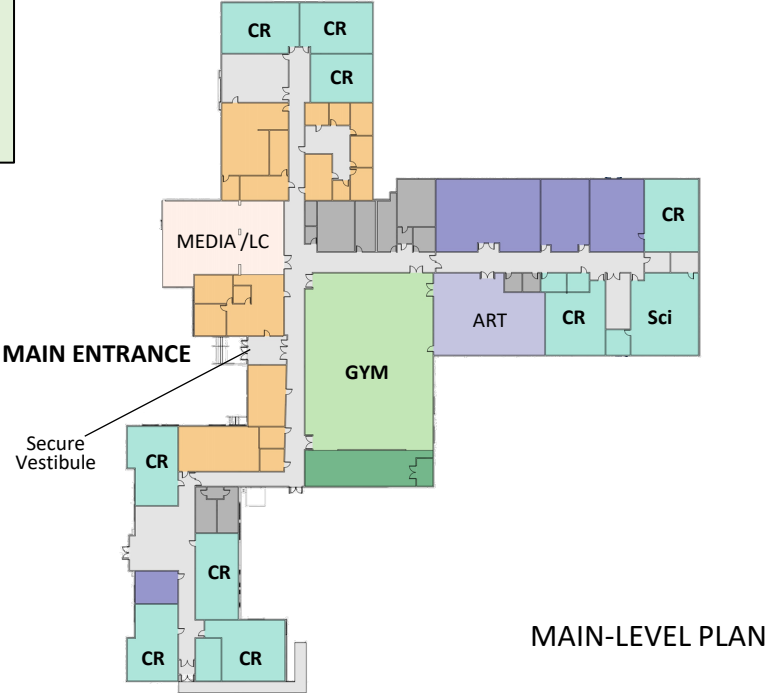 CR
CR
CR
CR
MEDIA /LC
ART
CR
Sci
MAIN ENTRANCE
GYM
Secure
Vestibule
CR
CR
CR
CR
MAIN-LEVEL PLAN